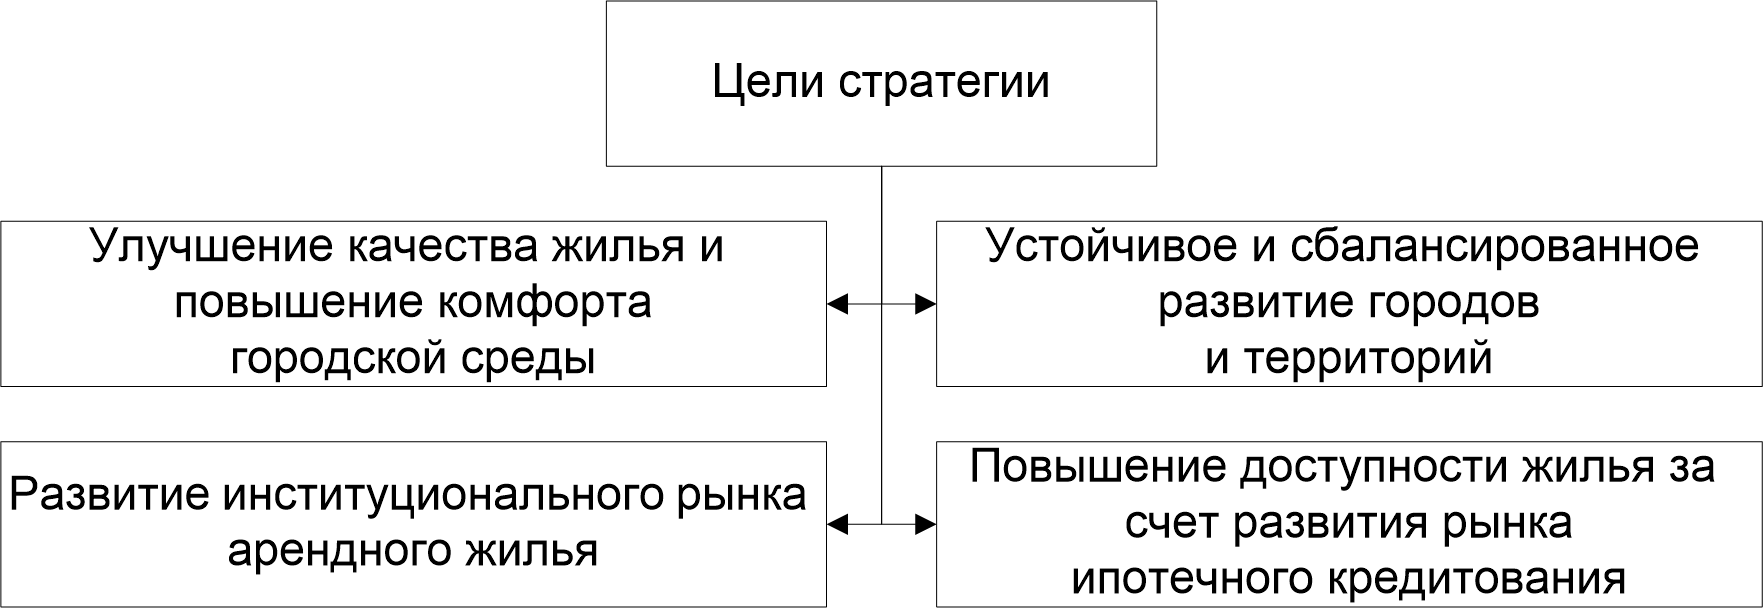 Цели стратегии
Улучшение качества жилья и
повышение комфорта
городской среды
Устойчивое и сбалансированное
развитие городов
и территорий
Развитие институционального рынка
арендного жилья
Повышение доступности жилья за
счет развития рынка
ипотечного кредитования